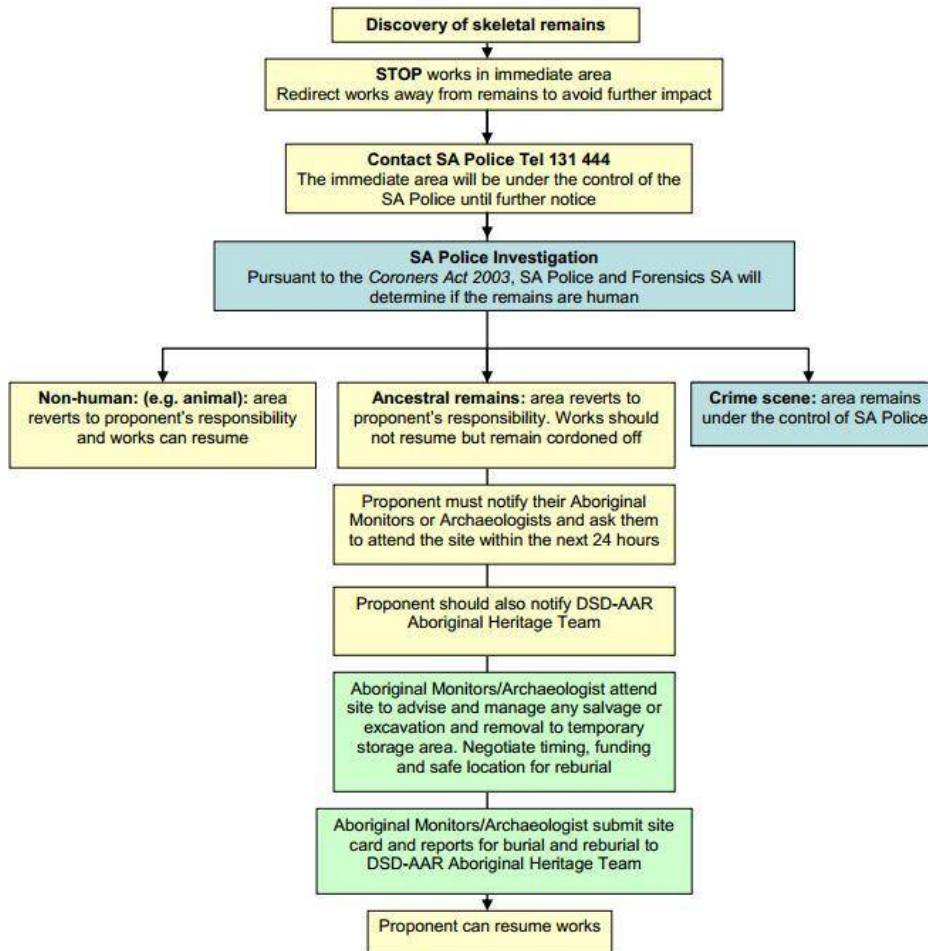 Discovery of skeletal remains
STOP works in immediate area
Redirect works away from remains to avoid further impact
Contact SA Police Tel 131 444
The immediate area will be under the control of the
SA Police until further notice
SA Police Investigation
Pursuant to the Coroners Act 2003, SA Police and Forensics SA will
determine if the remains are human
Non-human: (e.g. animal): area
reverts to proponent's responsibility
and works can resume
Ancestral remains: area reverts to
proponent's responsibility. Works should
not resume but remain cordoned off
Crime scene: area remains
under the control of SA Police
Proponent must notify their Aboriginal
Monitors or Archaeologists and ask them
to attend the site within the next 24 hours
Proponent should also notify DSD-AAR
Aboriginal Heritage Team
Aboriginal Monitors/Archaeologist attend
site to advise and manage any salvage or
excavation and removal to temporary
storage area. Negotiate timing, funding
and safe location for reburial
Aboriginal Monitors/Archaeologist submit site
card and reports for burial and reburial to
DSD-AAR Aboriginal Heritage Team
Proponent can resume works